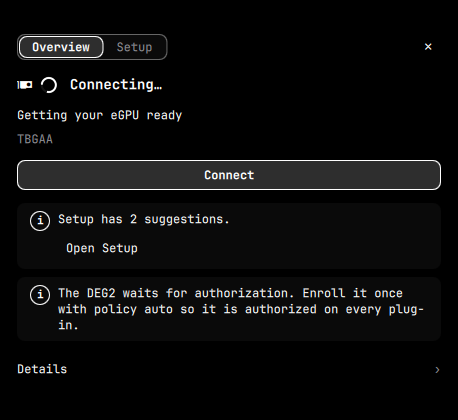 Overview Setup ×
Connecting…
Getting your eGPU ready
TBGAA
Connect
Setup has 2 suggestions.
Open Setup
The DEG2 waits for authorization. Enroll it once
with policy auto so it is authorized on every plug-
in.
Details ›